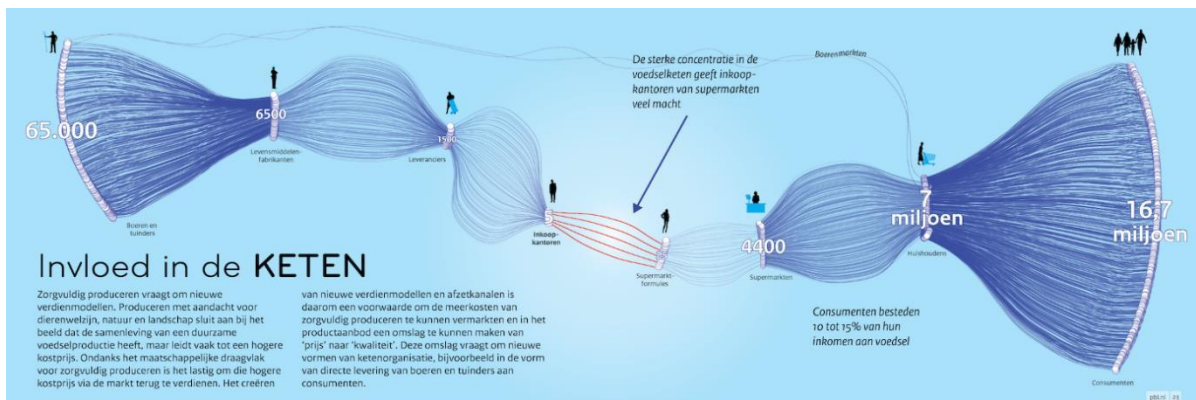 Boerenmarkten
De sterke concentratie in de
voedselketen geeft inkoop-
kantoren van supermarkten
veel macht
65.000
Boeren en
tuinders
6500
Levensmiddelen-
fabrikanten
1500
Leveranciers
5
Inkoop-
kantoren
Supermarkt-
formules
4400
Supermarkten
7
miljoen
Huishoudens
16,7
miljoen
Consumenten
Consumenten besteden
10 tot 15% van hun
inkomen aan voedsel
Invloed in de KETEN
Zorgvuldig produceren vraagt om nieuwe
verdienmodellen. Produceren met aandacht voor
dierenwelzijn, natuur en landschap sluit aan bij het
beeld dat de samenleving van een duurzame
voedselproductie heeft, maar leidt vaak tot een hogere
kostprijs. Ondanks het maatschappelijke draagvlak
voor zorgvuldig produceren is het lastig om die hogere
kostprijs via de markt terug te verdienen. Het creëren
van nieuwe verdienmodellen en afzetkanalen is
daarom een voorwaarde om de meerkosten van
zorgvuldig produceren te kunnen vermarkten en in het
productaanbod een omslag te kunnen maken van
‘prijs’ naar ‘kwaliteit’. Deze omslag vraagt om nieuwe
vormen van ketenorganisatie, bijvoorbeeld in de vorm
van directe levering van boeren en tuinders aan
consumenten.
pbl.nl